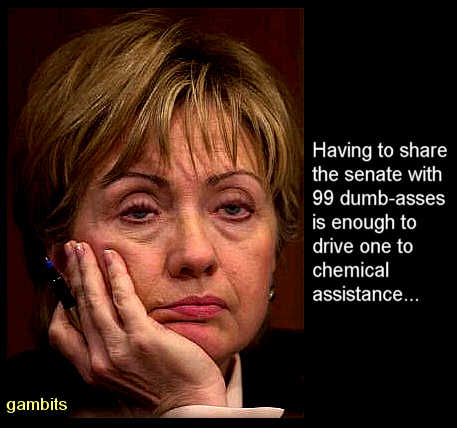 Having to share
the senate with
99 dumb-asses
is enough to
drive one to
chemical
assistance...
gambits